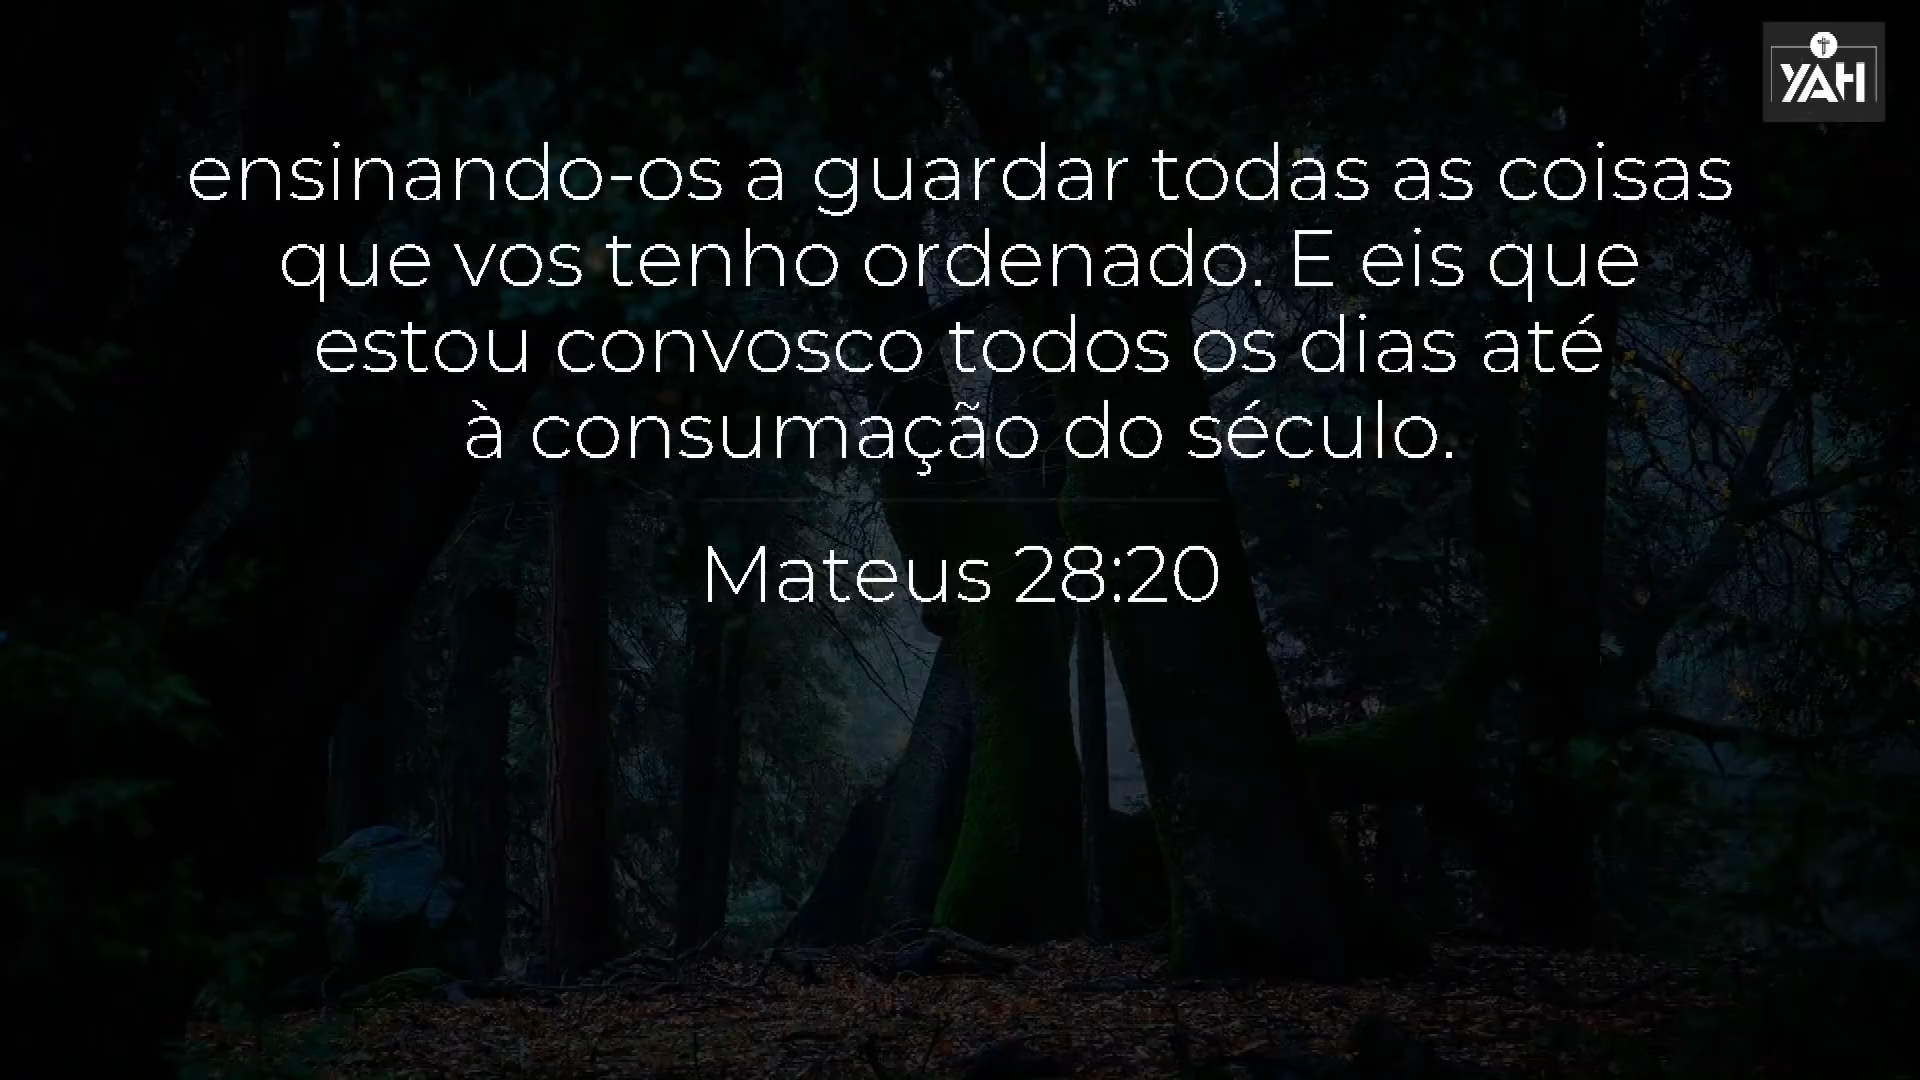 YAH
ensinando-os a guardar todas as coisas
que vos tenho ordenado. E eis que
estou convosco todos os dias até
à consumação do século.
Mateus 28:20